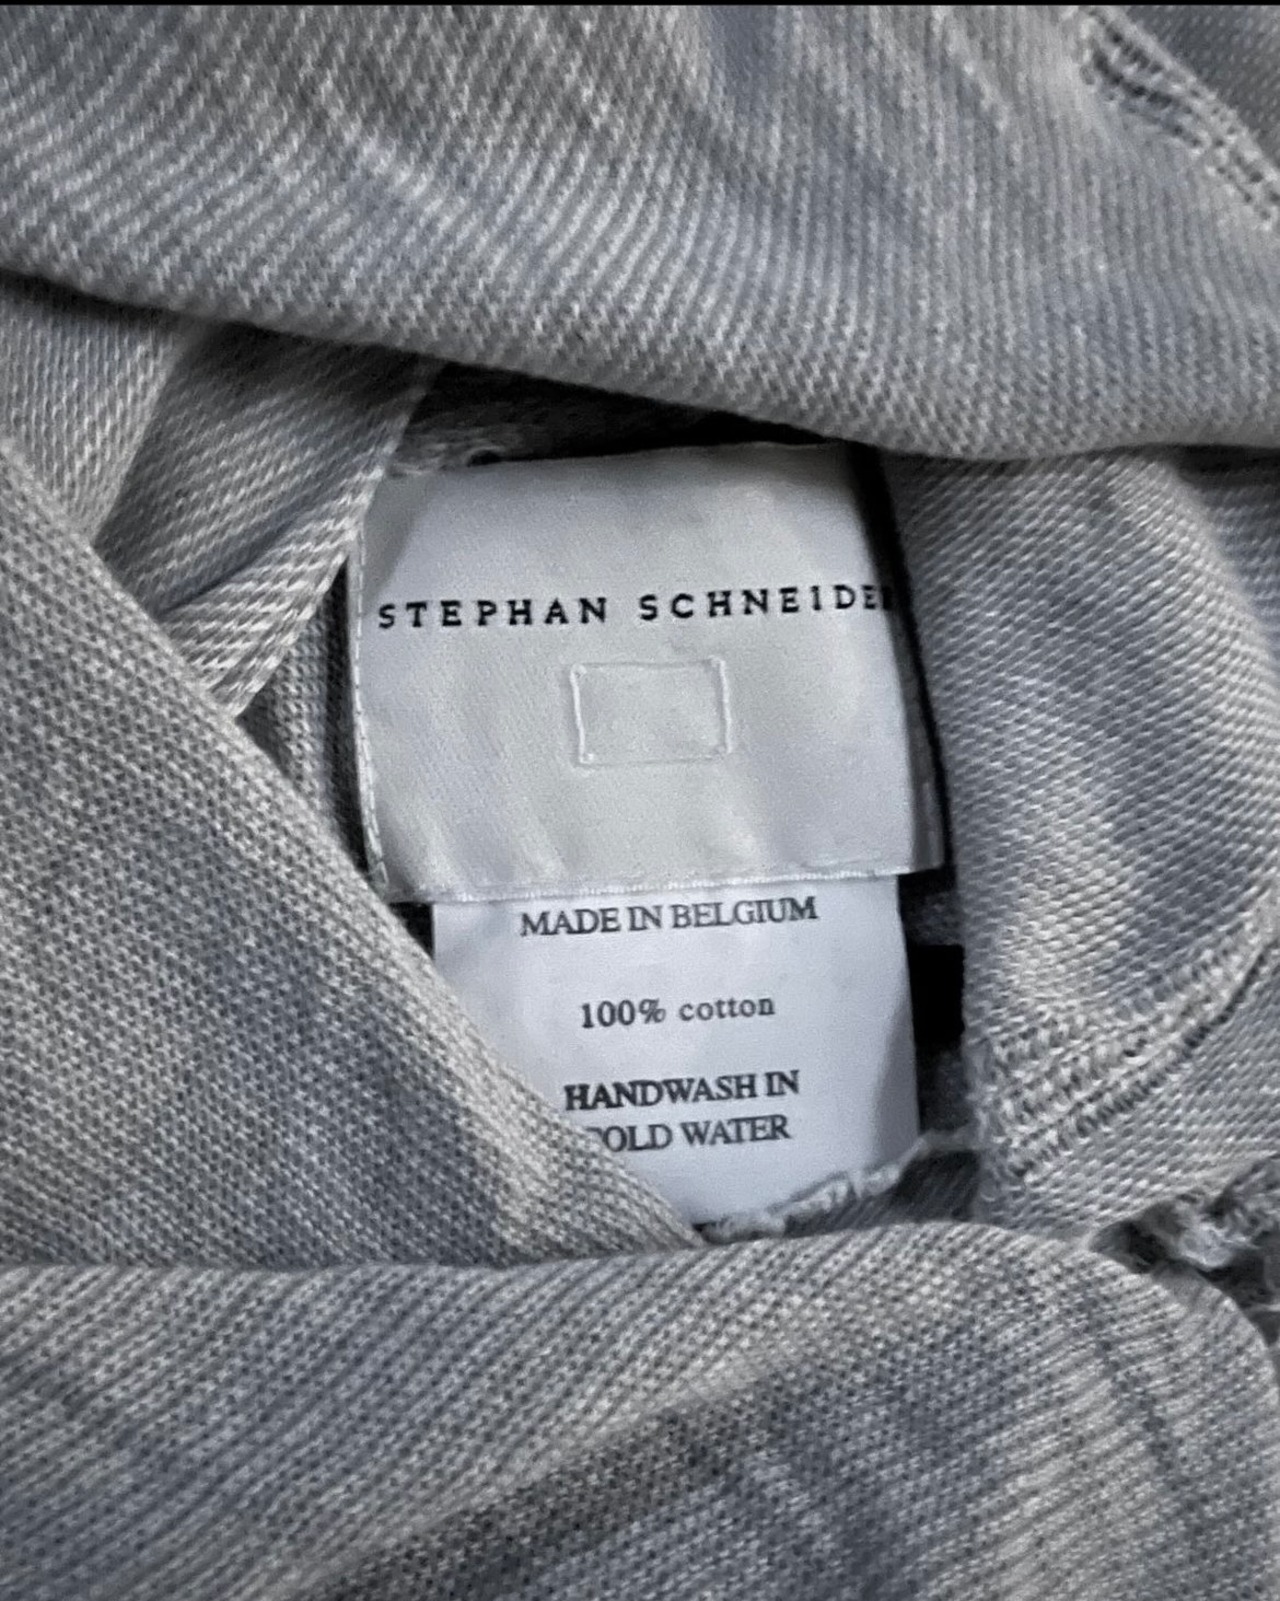 STEPHAN SCHNEIDER
MADE IN BELGIUM
100% cotton
HANDWASH IN
COLD WATER